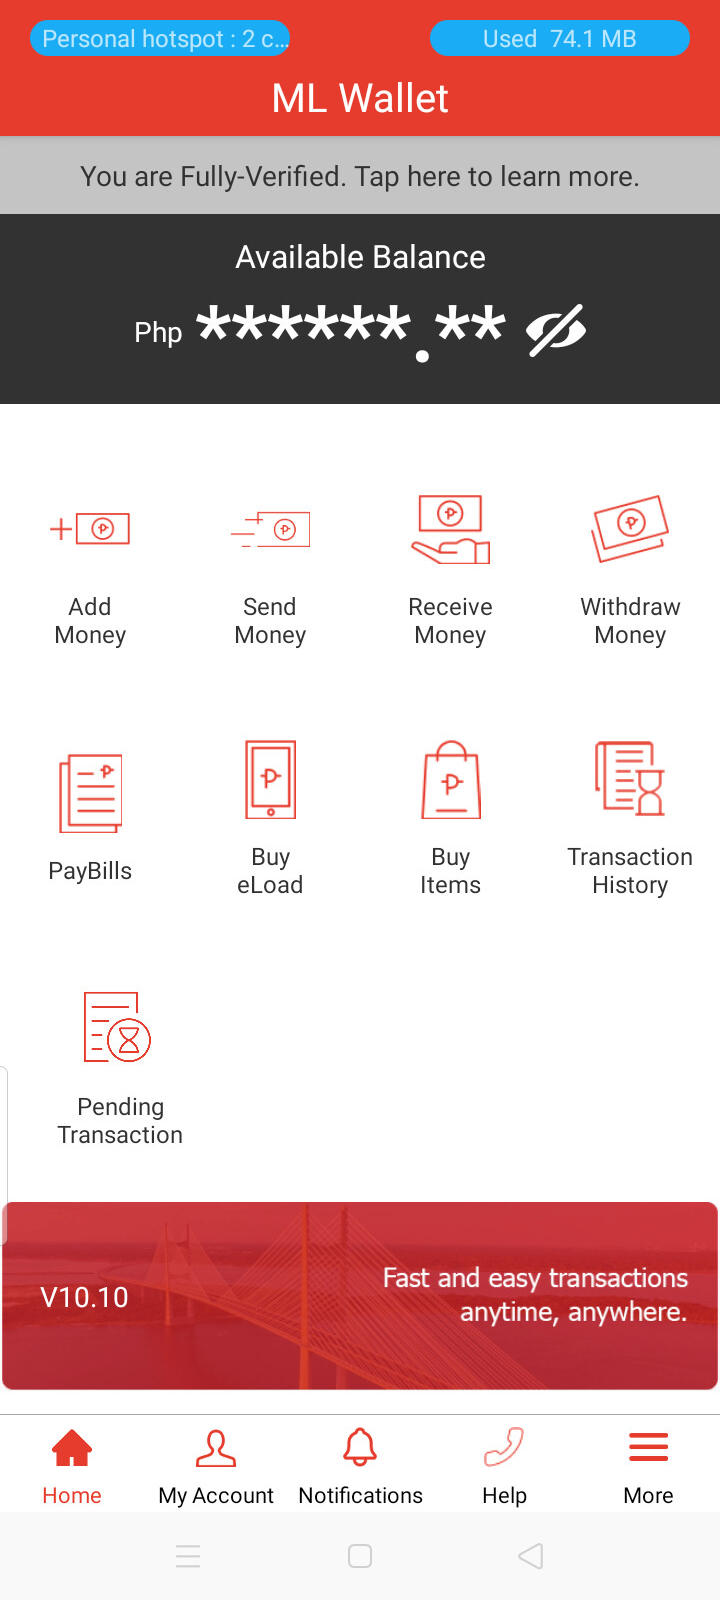 Personal hotspot : 2 c...
Used 74.1 MB
ML Wallet
You are Fully-Verified. Tap here to learn more.
Available Balance
Php ******.**
Add Money
Send Money
Receive Money
Withdraw Money
PayBills
Buy eLoad
Buy Items
Transaction History
Pending Transaction
V10.10
Fast and easy transactions
anytime, anywhere.
Home
My Account
Notifications
Help
More